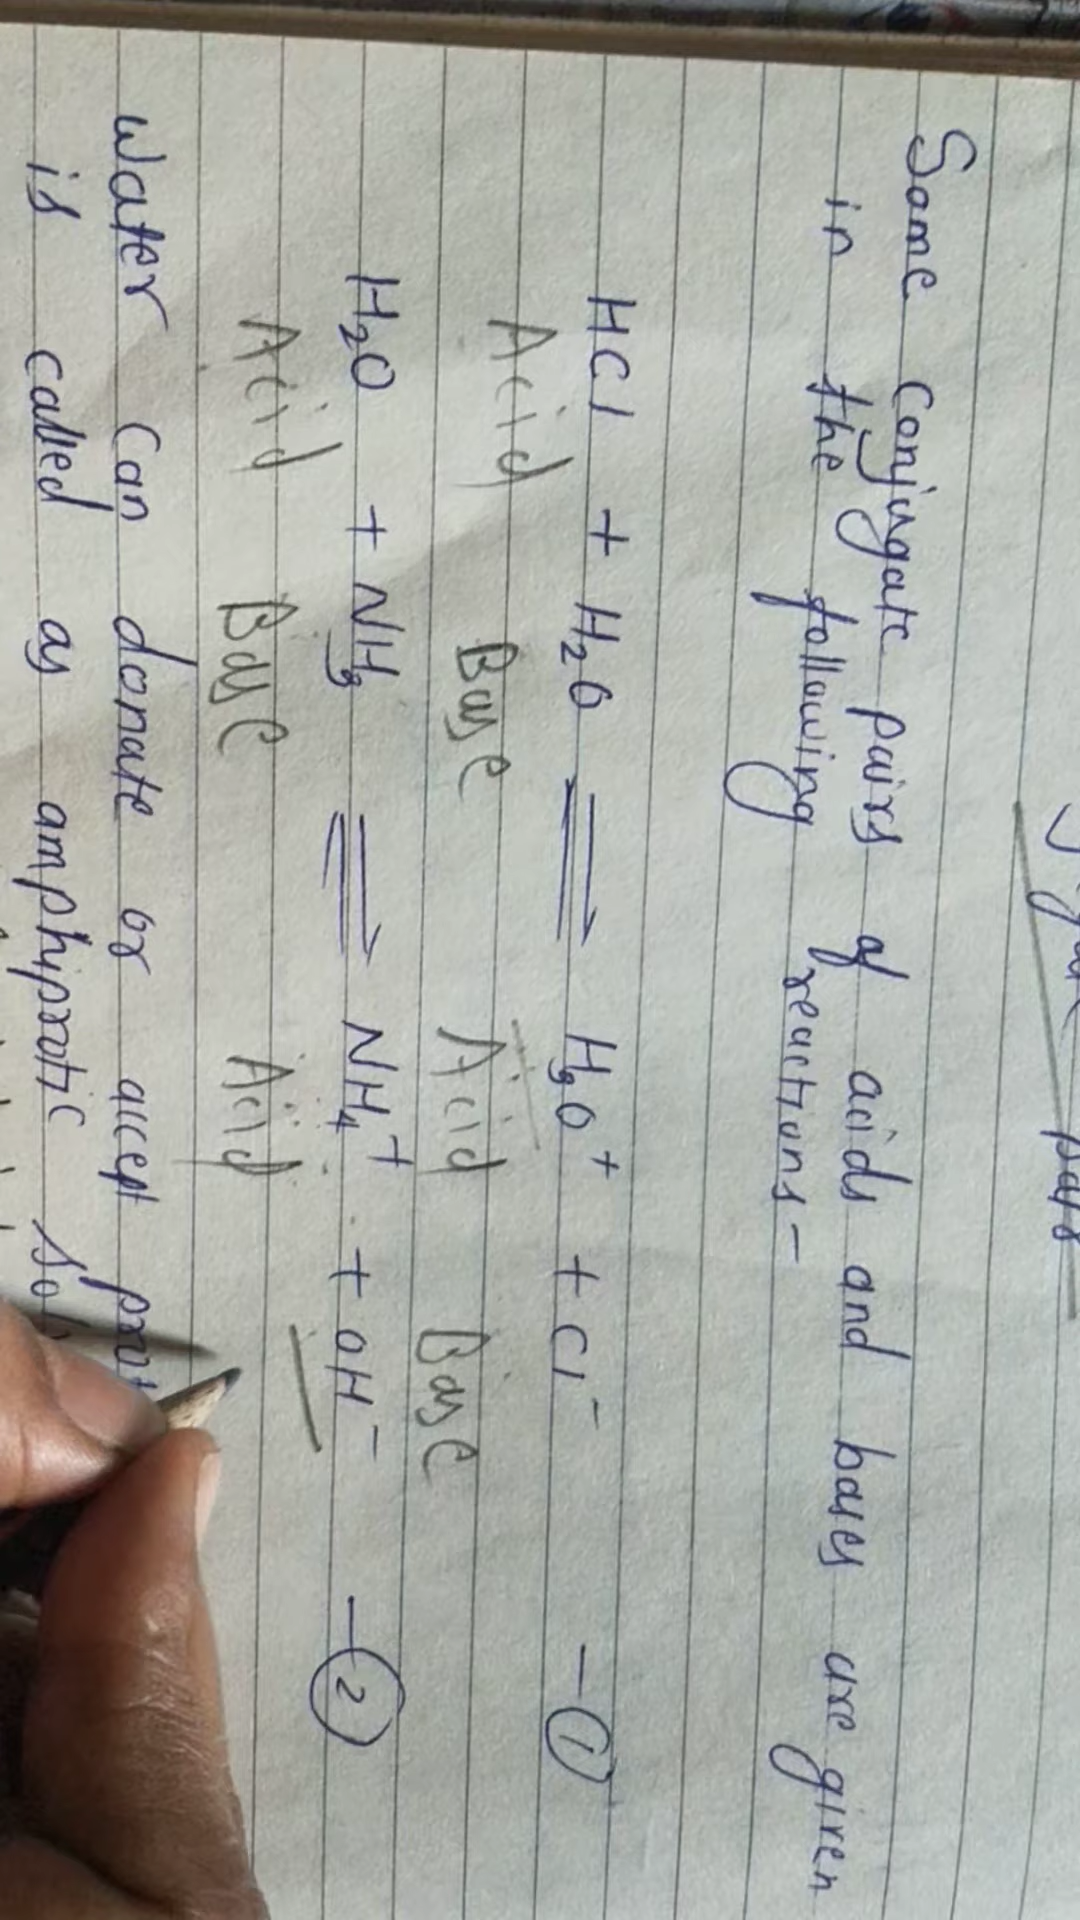 Some conjugate pairs of acids and bases are given
in the following reactions-
HCl + H₂O ⇌ H₃O⁺ + Cl⁻ -①
Acid Base Acid Base
H₂O + NH₃ ⇌ NH₄⁺ + OH⁻ -②
Acid Base Acid
Water can donate or accept
is called as amphiprotic